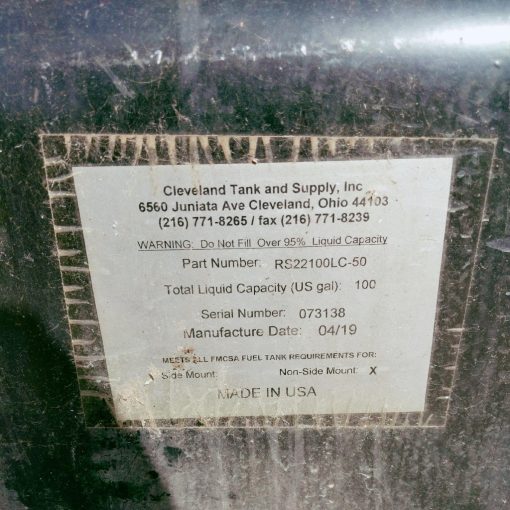 Cleveland Tank and Supply, Inc
6560 Juniata Ave Cleveland, Ohio 44103
(216) 771-8265 / fax (216) 771-8239
WARNING: Do Not Fill Over 95% Liquid Capacity
Part Number: RS22100LC-50
Total Liquid Capacity (US gal): 100
Serial Number: 073138
Manufacture Date: 04/19
MEETS ALL FMCSA FUEL TANK REQUIREMENTS FOR:
Side Mount: Non-Side Mount: X
MADE IN USA